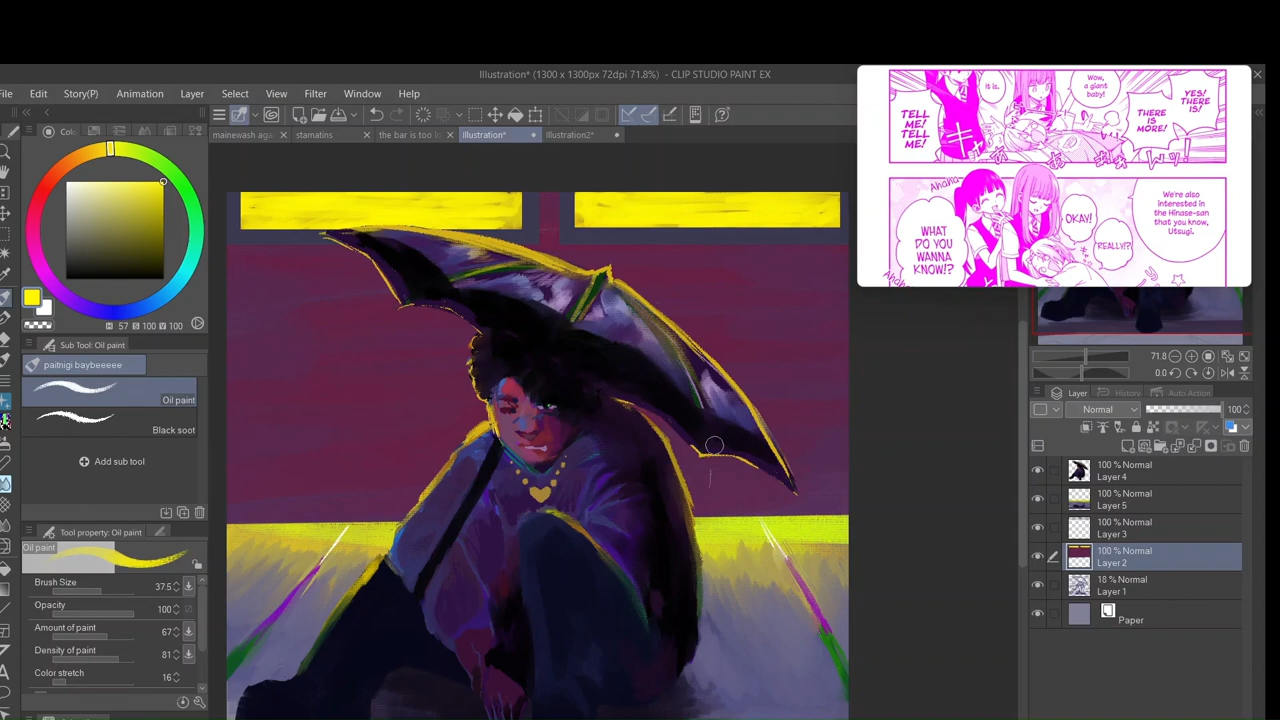 Illustration* (1300 x 1300px 72dpi 71.8%) - CLIP STUDIO PAINT EX
File Edit Story(P) Animation Layer Select View Filter Window Help
mainewash aga
stamatins
the bar is too lo
Illustration*
Illustration2*
H 57 S 100 V 100
Sub Tool: Oil paint
paitnigi baybeeeee
Oil paint
Black soot
Add sub tool
Tool property: Oil paint
Oil paint
Brush Size 37.5
Opacity 100
Amount of paint 67
Density of paint 81
Color stretch 16
It is.
Wow,
a giant
baby!
YES!
THERE
IS!
TELL
ME!
TELL
ME!
THERE
IS
MORE!
Ahaha
WHAT
DO YOU
WANNA
KNOW!?
OKAY!
REALLY!?
We're also
interested in
the Hinase-san
that you know,
Utsugi.
71.8
0.0
Layer History Auto Action
Normal 100
100 % Normal
Layer 4
100 % Normal
Layer 5
100 % Normal
Layer 3
100 % Normal
Layer 2
18 % Normal
Layer 1
Paper